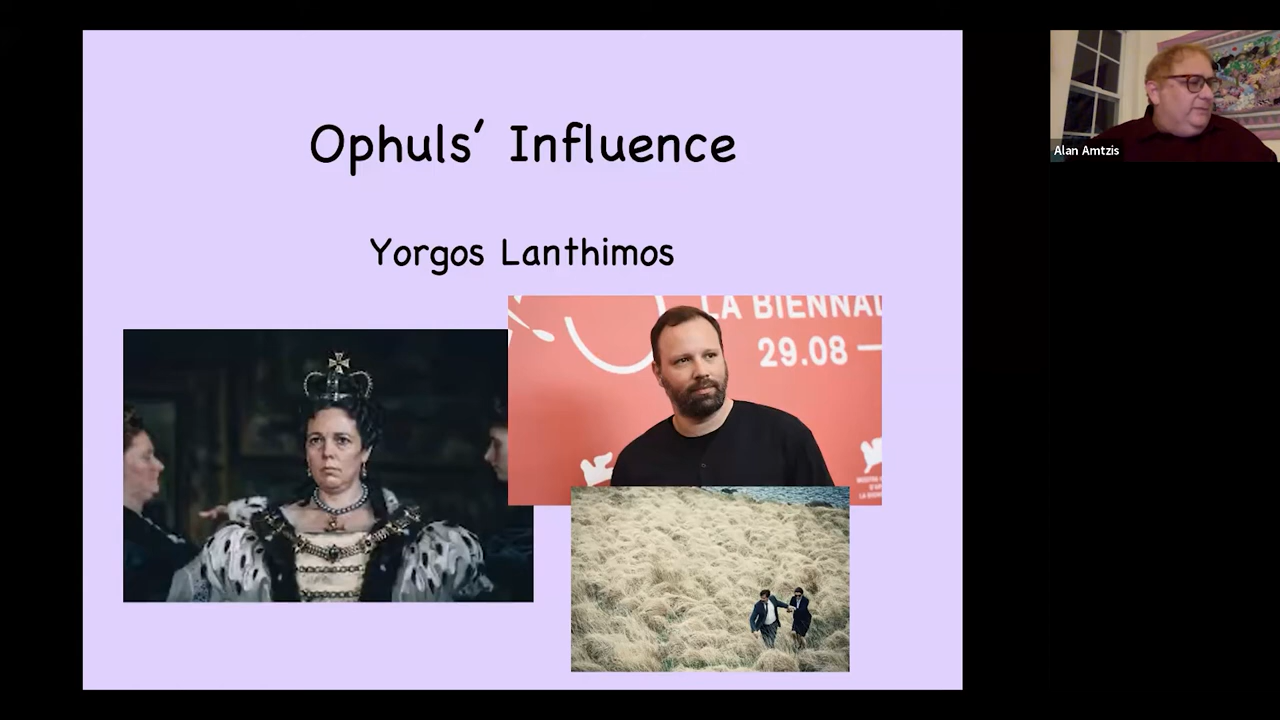 Ophuls’ Influence
Yorgos Lanthimos
LA BIENNAL
29.08 —
Alan Amtzis